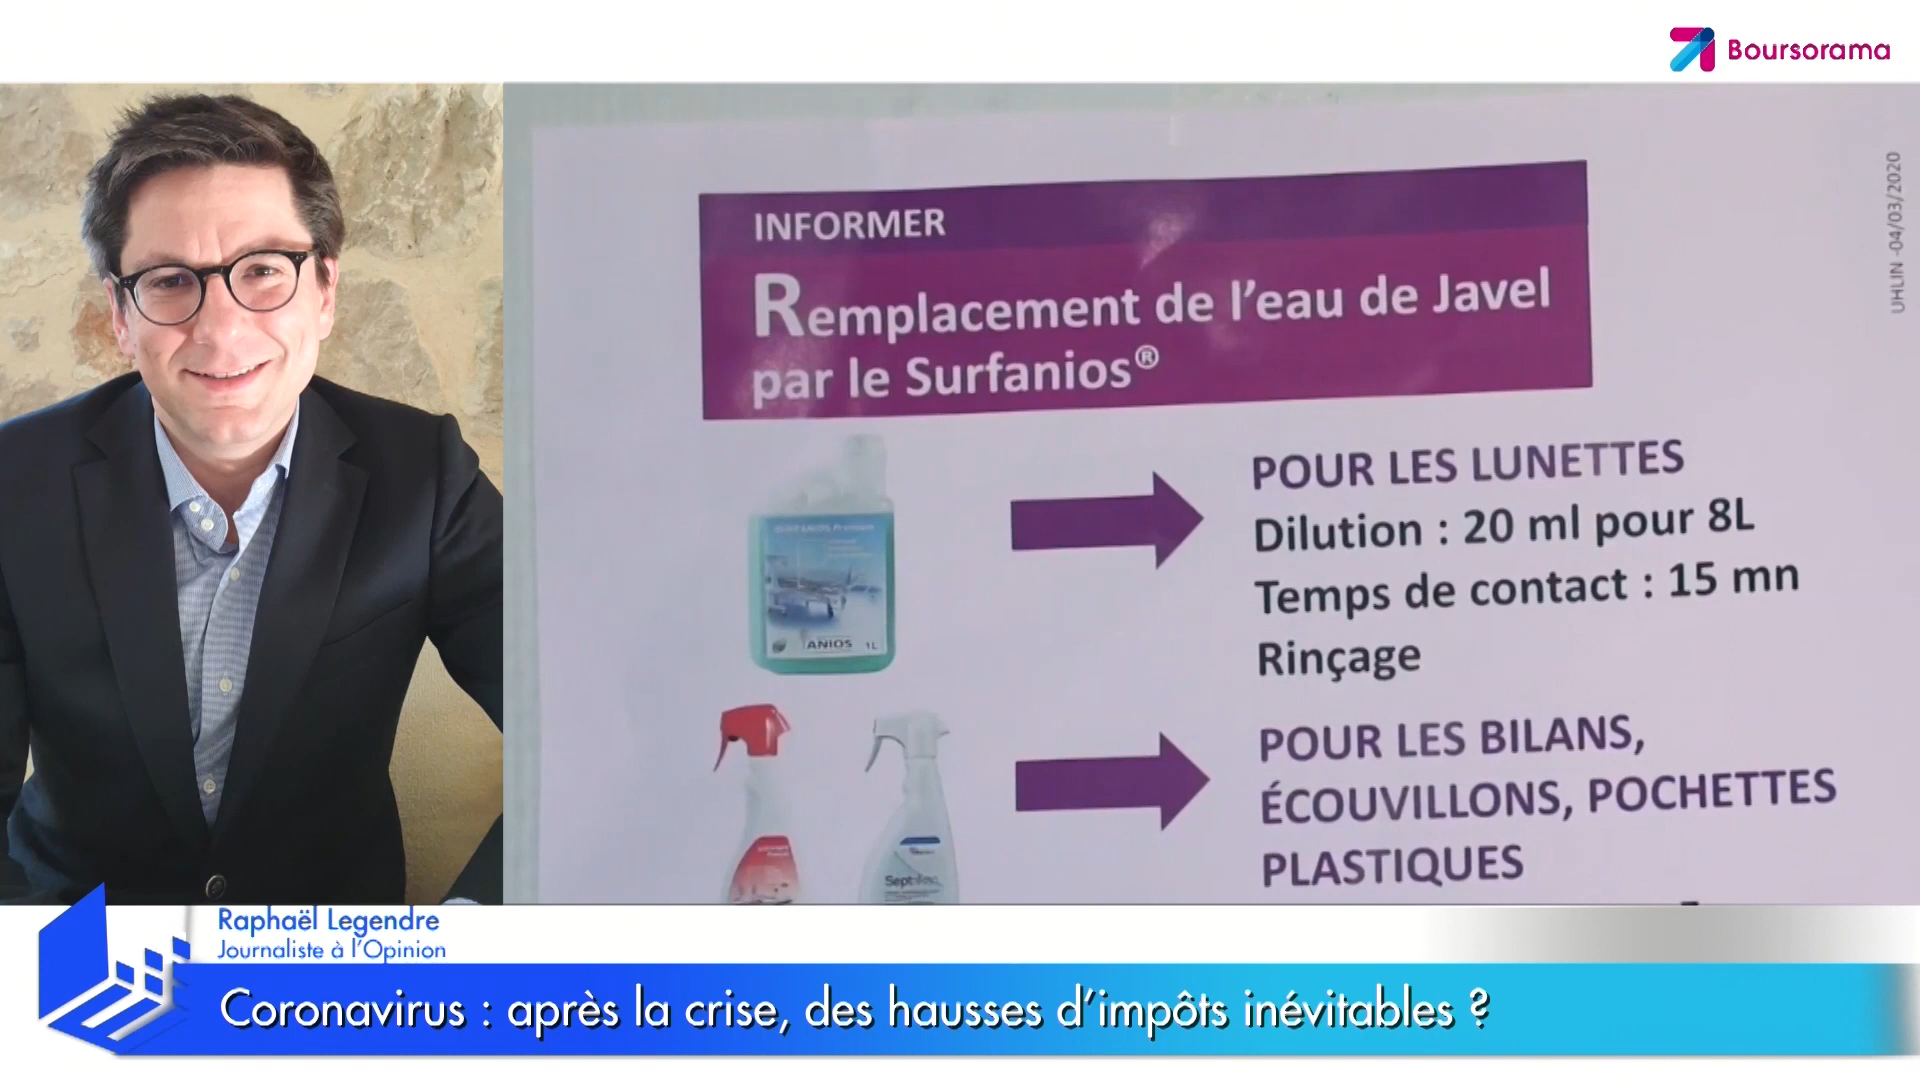 Boursorama
UHLIN -04/03/2020
INFORMER
Remplacement de l'eau de Javel
par le Surfanios®
POUR LES LUNETTES
Dilution : 20 ml pour 8L
Temps de contact : 15 mn
Rinçage
ANIOS 1L
POUR LES BILANS,
ÉCOUVILLONS, POCHETTES
PLASTIQUES
Raphaël Legendre
Journaliste à l'Opinion
Coronavirus : après la crise, des hausses d'impôts inévitables ?